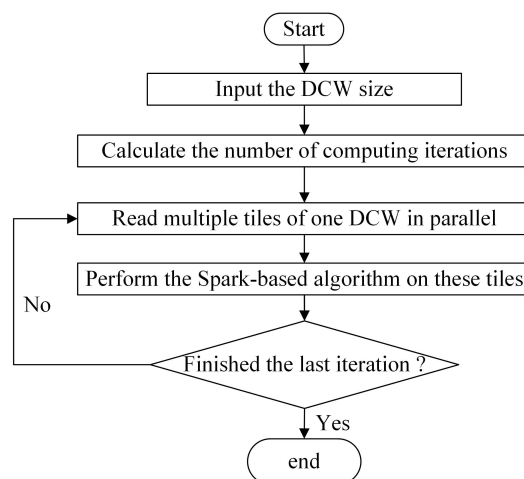 Start
Input the DCW size
Calculate the number of computing iterations
Read multiple tiles of one DCW in parallel
Perform the Spark-based algorithm on these tiles
No
Finished the last iteration ?
Yes
end